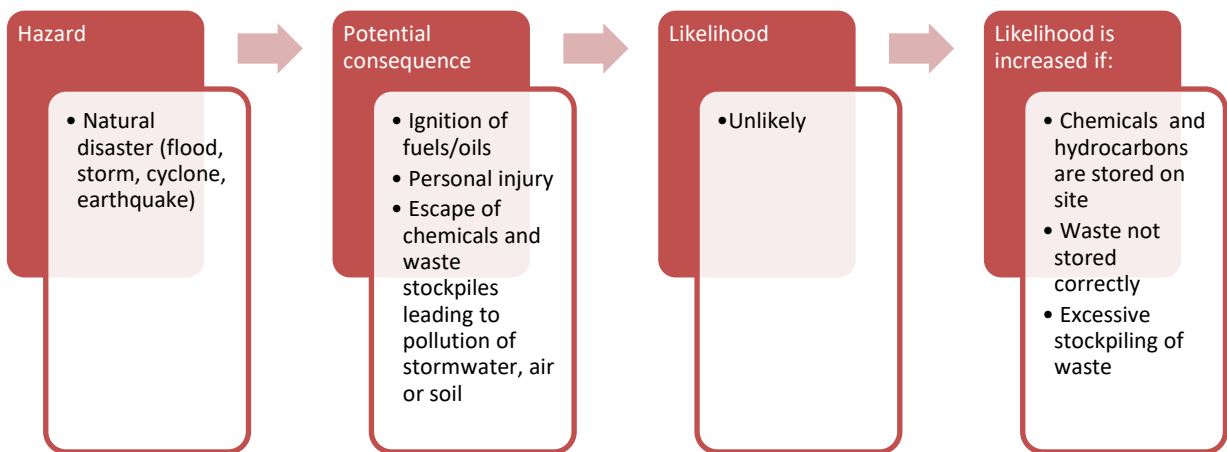 Hazard
• Natural
disaster (flood,
storm, cyclone,
earthquake)
Potential
consequence
• Ignition of
fuels/oils
• Personal injury
• Escape of
chemicals and
waste
stockpiles
leading to
pollution of
stormwater, air
or soil
Likelihood
•Unlikely
Likelihood is
increased if:
• Chemicals and
hydrocarbons
are stored on
site
• Waste not
stored
correctly
• Excessive
stockpiling of
waste